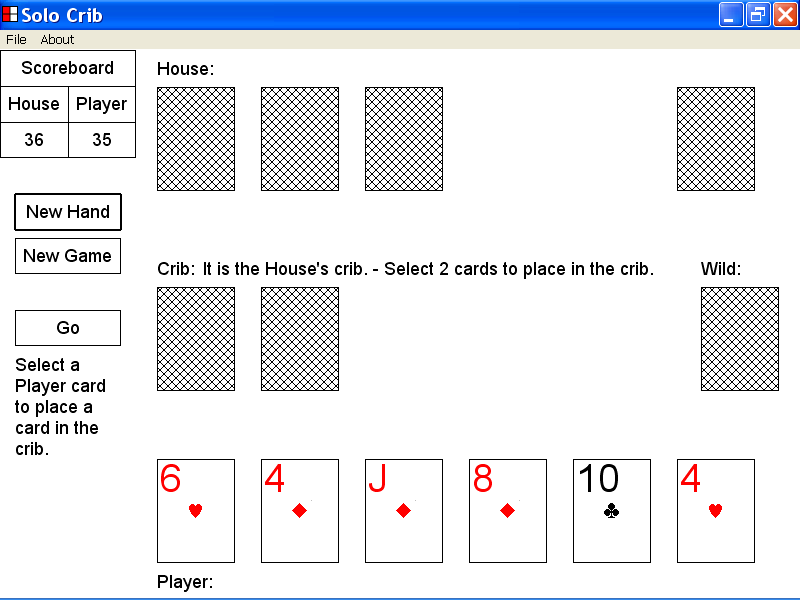 Solo Crib
File About
Scoreboard
House Player
36 35
New Hand
New Game
Go
Select a
Player card
to place a
card in the
crib.
House:
Crib: It is the House's crib. - Select 2 cards to place in the crib.
Wild:
6 4 J 8 10 4
Player: